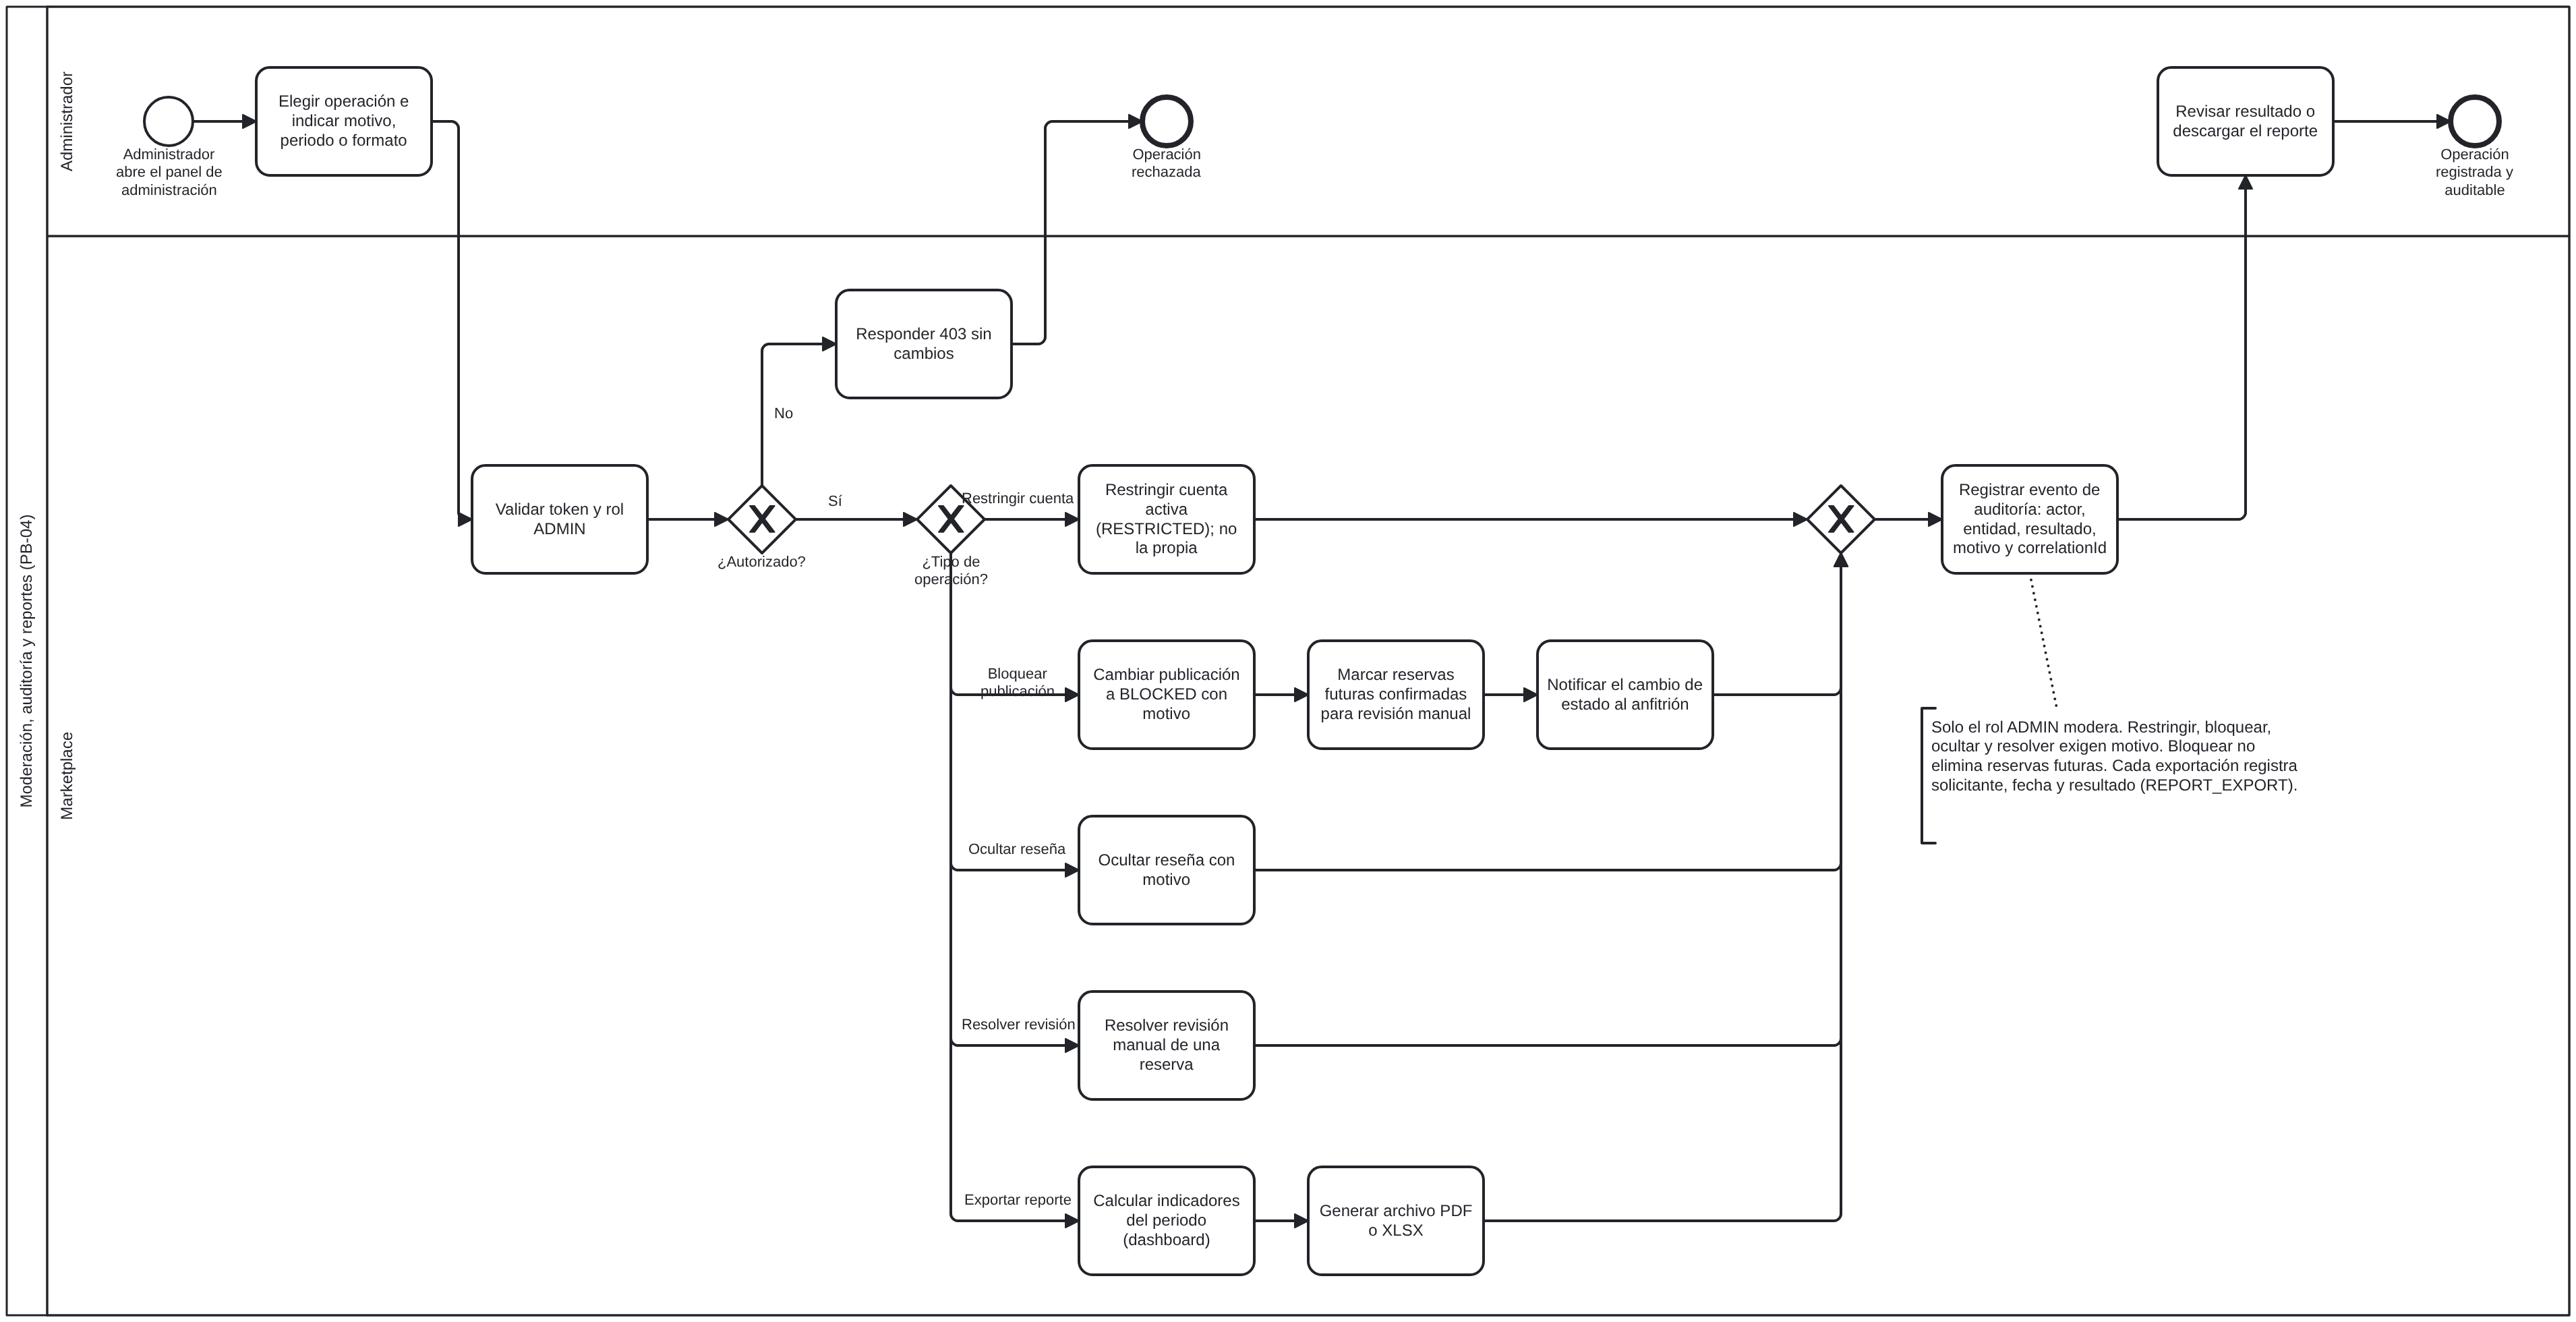 Moderación, auditoría y reportes (PB-04)
Administrador
Administrador
abre el panel de
administración
Elegir operación e
indicar motivo,
periodo o formato
Operación
rechazada
Revisar resultado o
descargar el reporte
Operación
registrada y
auditable
Marketplace
Responder 403 sin
cambios
No
Validar token y rol
ADMIN
¿Autorizado?
Sí
¿Tipo de
operación?
Restringir cuenta
Restringir cuenta
activa
(RESTRICTED); no
la propia
Registrar evento de
auditoría: actor,
entidad, resultado,
motivo y correlationId
Bloquear
publicación
Cambiar publicación
a BLOCKED con
motivo
Marcar reservas
futuras confirmadas
para revisión manual
Notificar el cambio de
estado al anfitrión
Solo el rol ADMIN modera. Restringir, bloquear,
ocultar y resolver exigen motivo. Bloquear no
elimina reservas futuras. Cada exportación registra
solicitante, fecha y resultado (REPORT_EXPORT).
Ocultar reseña
Ocultar reseña con
motivo
Resolver revisión
Resolver revisión
manual de una
reserva
Exportar reporte
Calcular indicadores
del periodo
(dashboard)
Generar archivo PDF
o XLSX